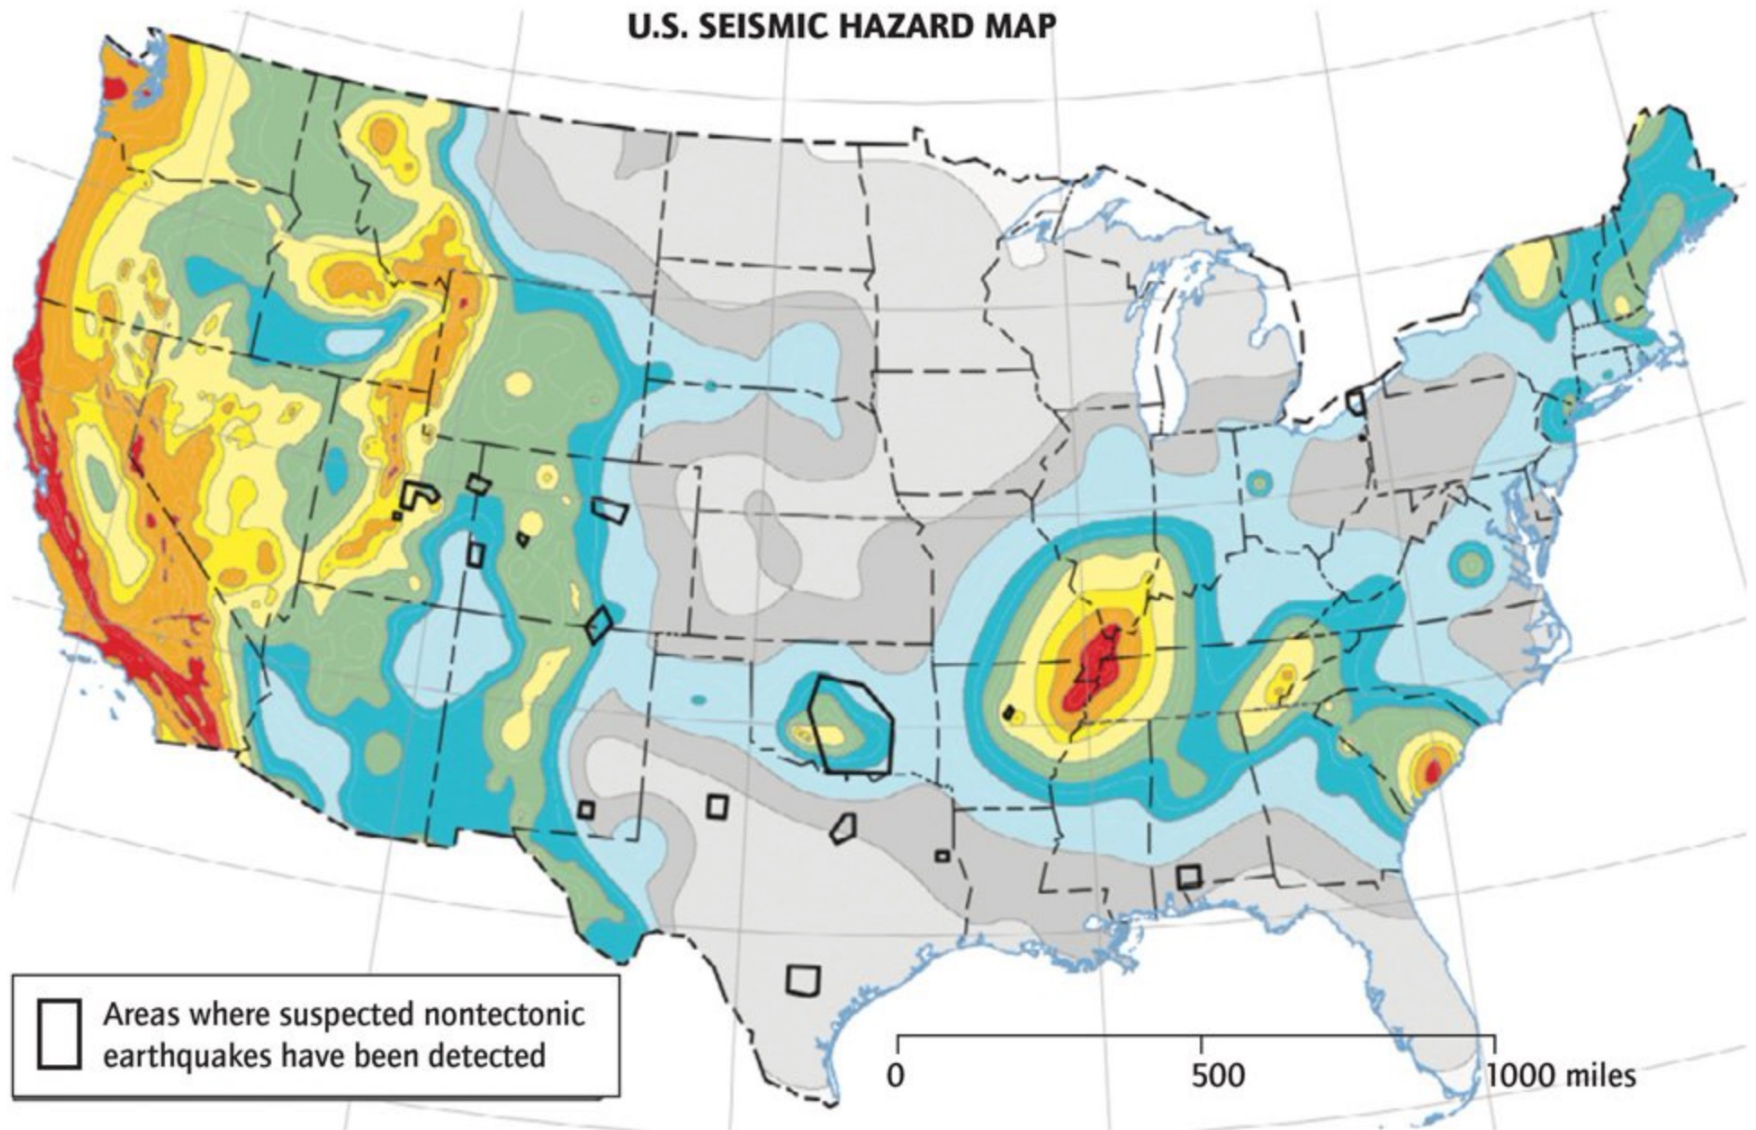 U.S. SEISMIC HAZARD MAP
Areas where suspected nontectonic
earthquakes have been detected
0 500 1000 miles